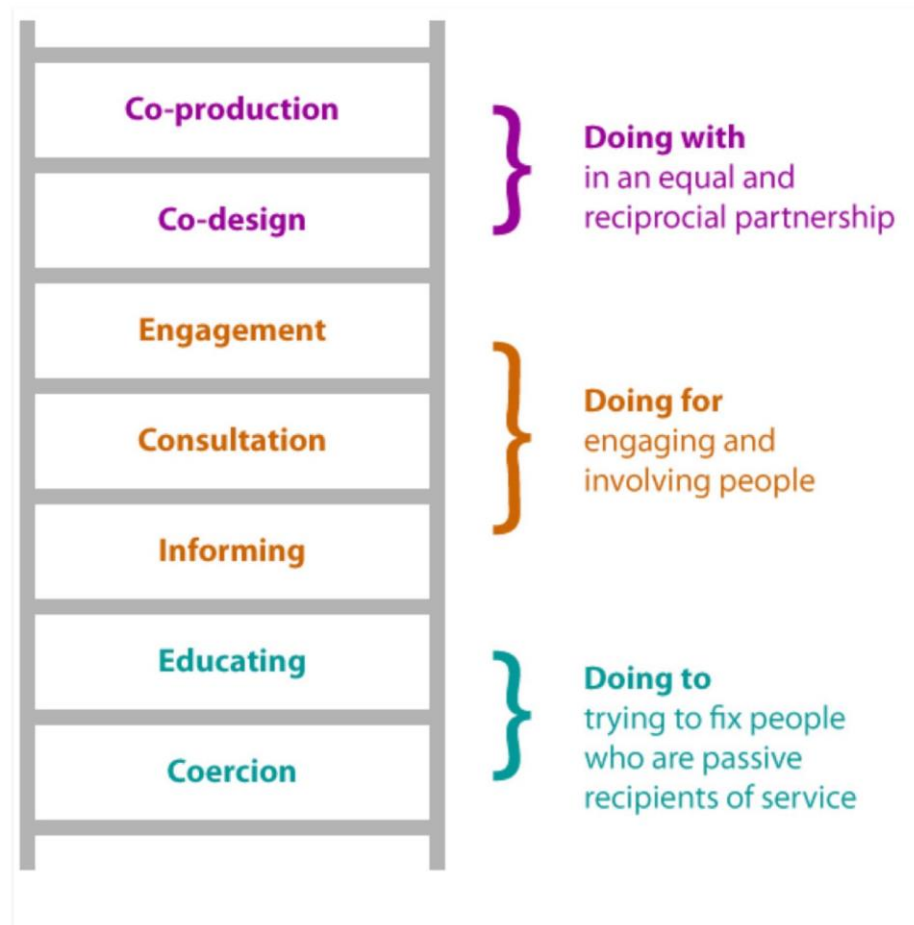 Co-production
Co-design
Doing with
in an equal and
reciprocial partnership
Engagement
Consultation
Informing
Doing for
engaging and
involving people
Educating
Coercion
Doing to
trying to fix people
who are passive
recipients of service